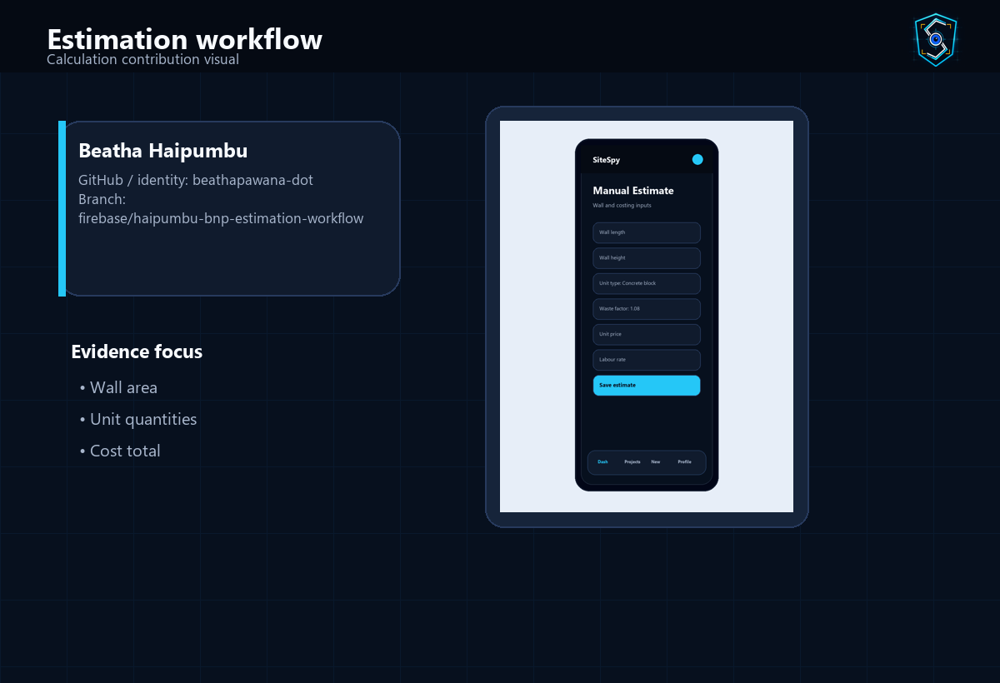 Estimation workflow
Calculation contribution visual
Beatha Haipumbu
GitHub / identity: beathapawana-dot
Branch:
firebase/haipumbu-bnp-estimation-workflow
Evidence focus
• Wall area
• Unit quantities
• Cost total
SiteSpy
Manual Estimate
Wall and costing inputs
Wall length
Wall height
Unit type: Concrete block
Waste factor: 1.08
Unit price
Labour rate
Save estimate
Dash Projects New Profile